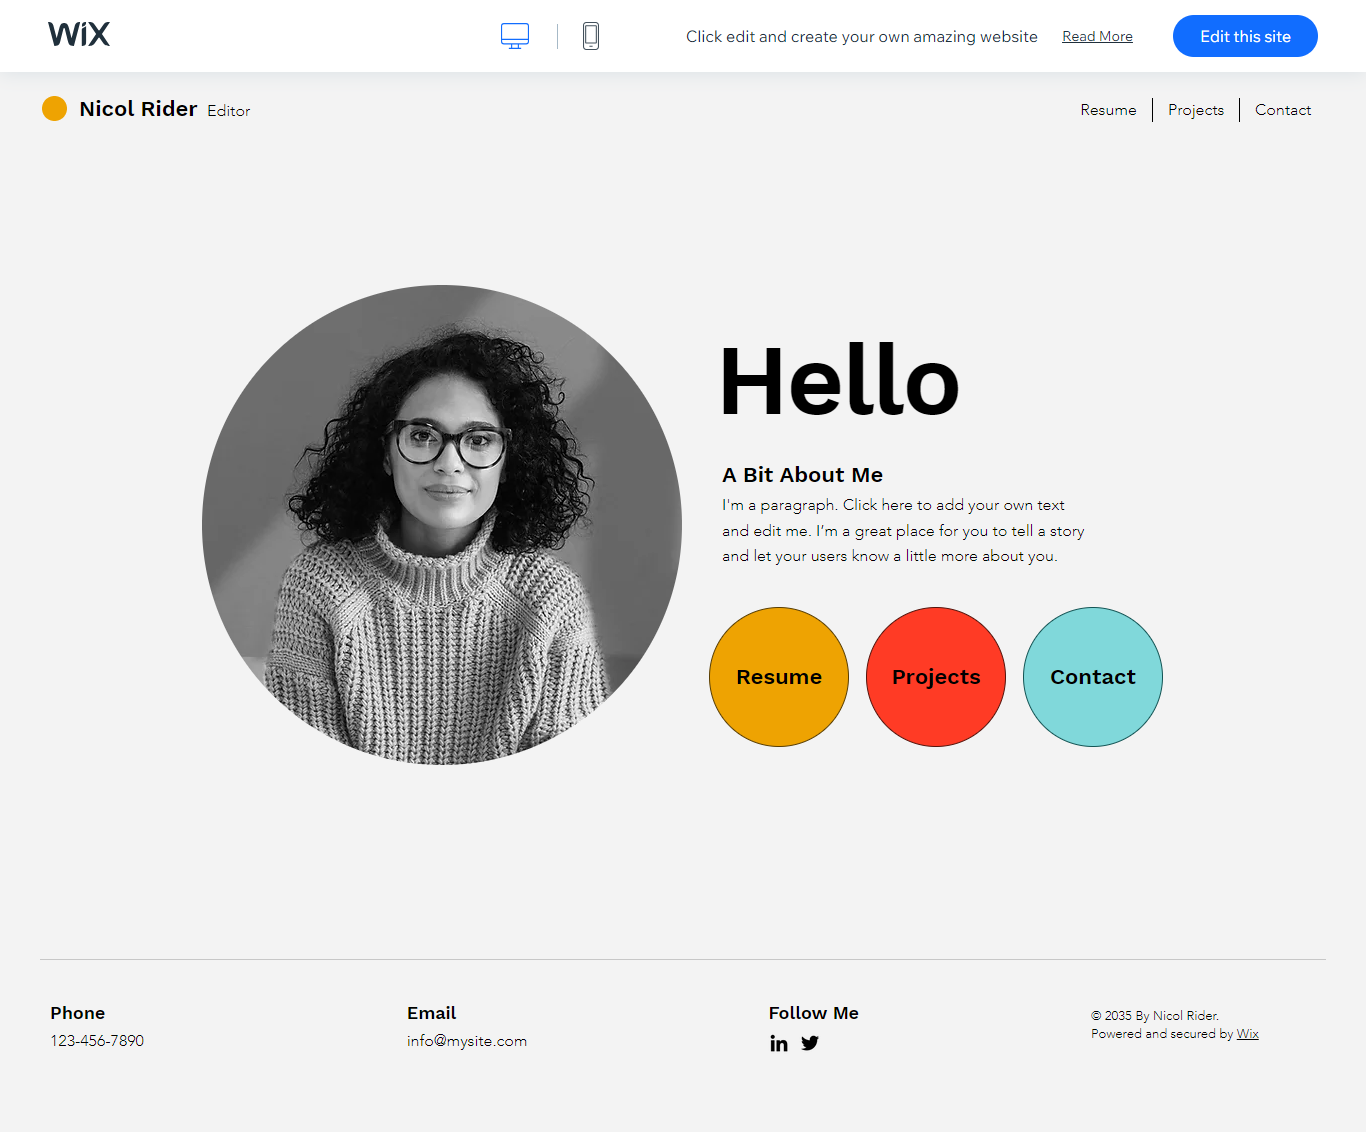 WiX
Click edit and create your own amazing website Read More Edit this site
Nicol Rider Editor
Resume Projects Contact
Hello
A Bit About Me
I'm a paragraph. Click here to add your own text
and edit me. I’m a great place for you to tell a story
and let your users know a little more about you.
Resume Projects Contact
Phone
123-456-7890
Email
info@mysite.com
Follow Me
in
© 2035 By Nicol Rider.
Powered and secured by Wix